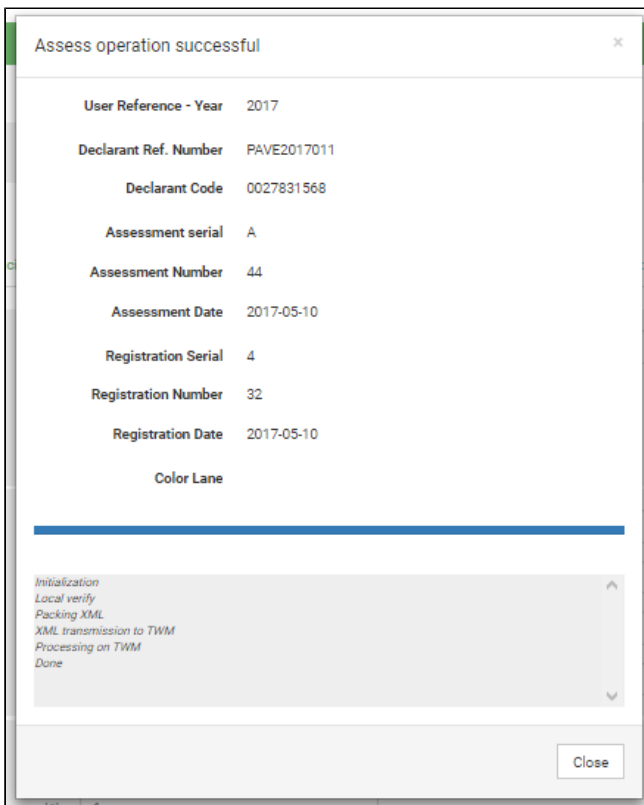 Assess operation successful ×
User Reference - Year 2017
Declarant Ref. Number PAVE2017011
Declarant Code 0027831568
Assessment serial A
Assessment Number 44
Assessment Date 2017-05-10
Registration Serial 4
Registration Number 32
Registration Date 2017-05-10
Color Lane
Initialization
Local verify
Packing XML
XML transmission to TWM
Processing on TWM
Done
Close